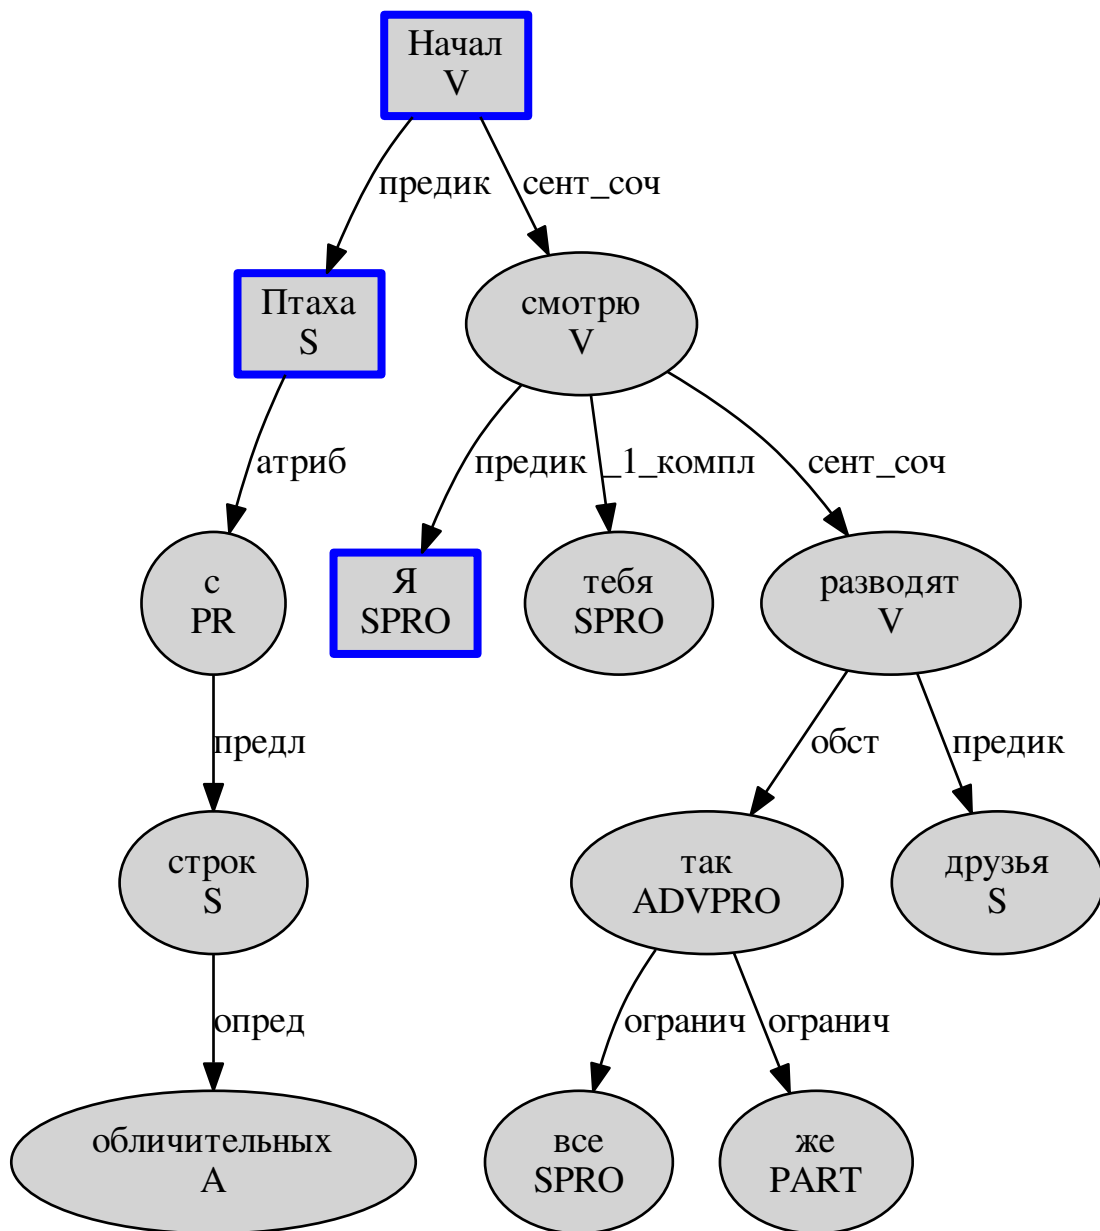 Начал
V
предик сент_соч
Птаха
S
смотрю
V
атриб предик _1_компл сент_соч
с
PR
Я
SPRO
тебя
SPRO
разводят
V
предл обст предик
строк
S
так
ADVPRO
друзья
S
опред огранич огранич
обличительных
A
все
SPRO
же
PART